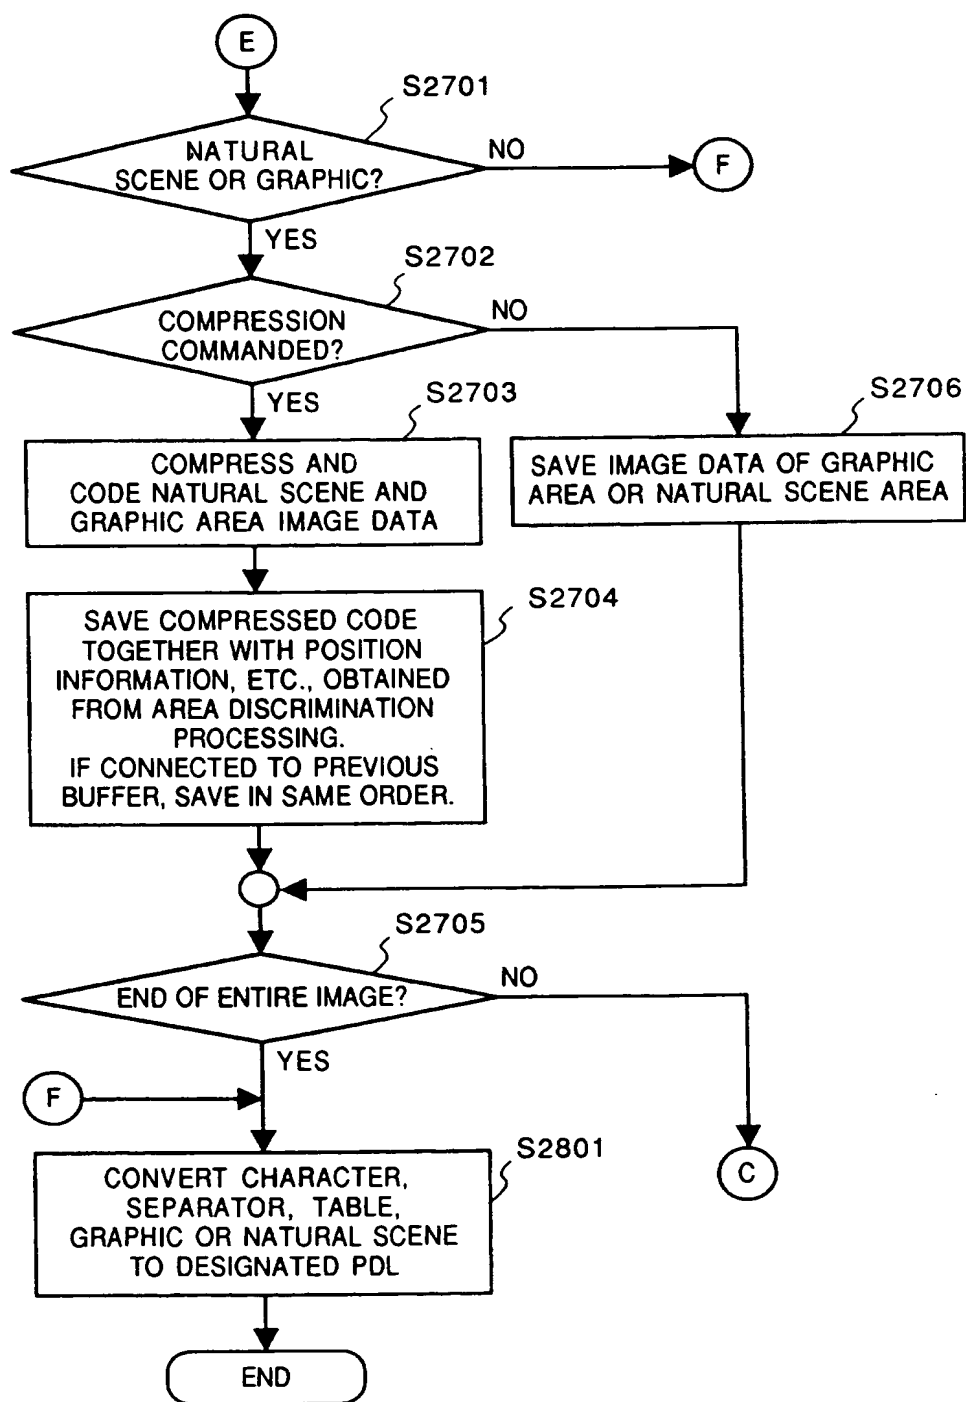 E
S2701
NATURAL
SCENE OR GRAPHIC?
NO
F
YES
S2702
COMPRESSION
COMMANDED?
NO
YES
S2703
S2706
COMPRESS AND
CODE NATURAL SCENE AND
GRAPHIC AREA IMAGE DATA
SAVE IMAGE DATA OF GRAPHIC
AREA OR NATURAL SCENE AREA
S2704
SAVE COMPRESSED CODE
TOGETHER WITH POSITION
INFORMATION, ETC., OBTAINED
FROM AREA DISCRIMINATION
PROCESSING.
IF CONNECTED TO PREVIOUS
BUFFER, SAVE IN SAME ORDER.
S2705
END OF ENTIRE IMAGE?
NO
YES
F
S2801
C
CONVERT CHARACTER,
SEPARATOR, TABLE,
GRAPHIC OR NATURAL SCENE
TO DESIGNATED PDL
END